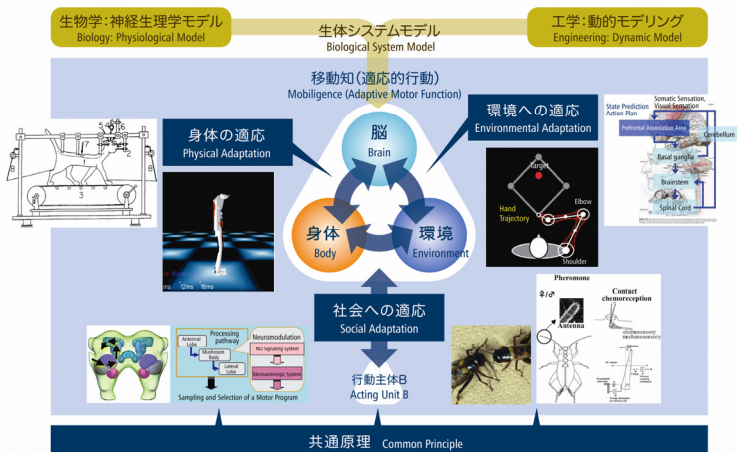 生物学：神経生理学モデル
Biology: Physiological Model
生体システムモデル
Biological System Model
工学：動的モデリング
Engineering: Dynamic Model
移動知（適応的行動）
Mobiligence (Adaptive Motor Function)
身体の適応
Physical Adaptation
環境への適応
Environmental Adaptation
脳
Brain
身体
Body
環境
Environment
Somatic Sensation,
Visual Sensation
State Prediction
Action Plan
Prefrontal Association Area
Cerebellum
Basal ganglia
Brainstem
Spinal Cord
Target
Hand
Trajectory
Elbow
Shoulder
12ms
16ms
社会への適応
Social Adaptation
行動主体B
Acting Unit B
Processing
pathway
Antennal
Lobe
Mushroom
Body
Lateral
Lobe
Neuromodulation
NO Signaling System
Monoaminergic System
Sampling and Selection of a Motor Program
Pheromone
♀/♂
Antenna
Contact
chemoreception
chemosensory
mechanosensory
共通原理 Common Principle